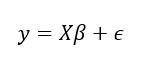 y = Xβ + ϵ